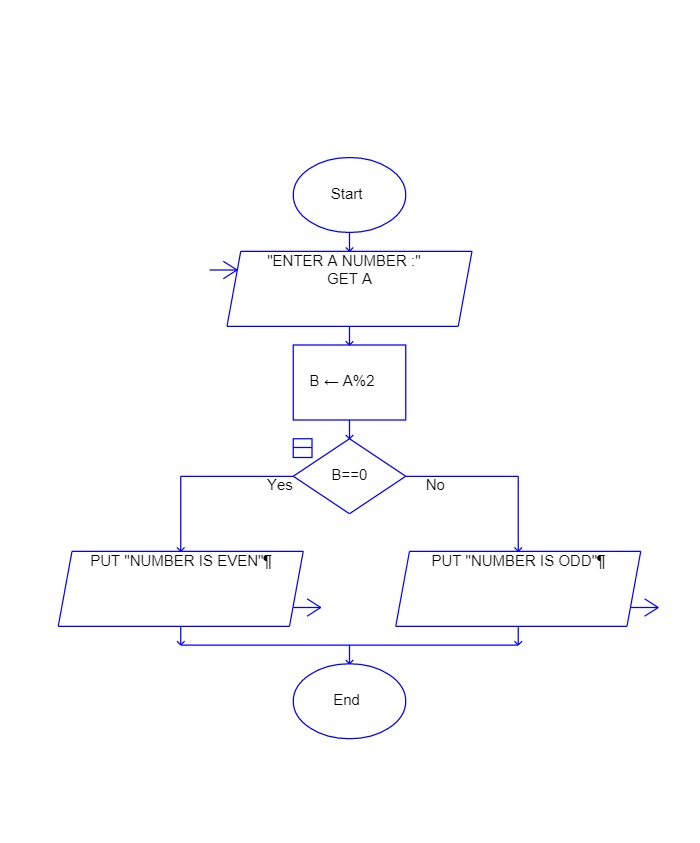 Start
"ENTER A NUMBER :"
GET A
B ← A%2
B==0
Yes
No
PUT "NUMBER IS EVEN"¶
PUT "NUMBER IS ODD"¶
End